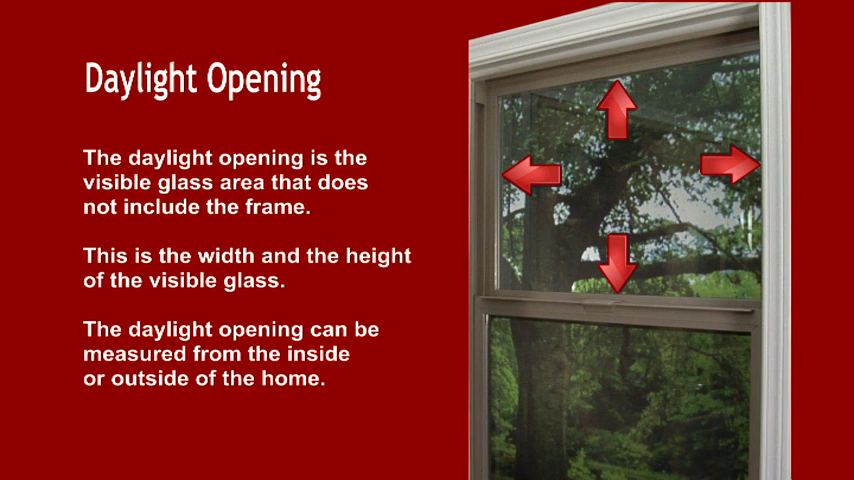 Daylight Opening
The daylight opening is the
visible glass area that does
not include the frame.
This is the width and the height
of the visible glass.
The daylight opening can be
measured from the inside
or outside of the home.